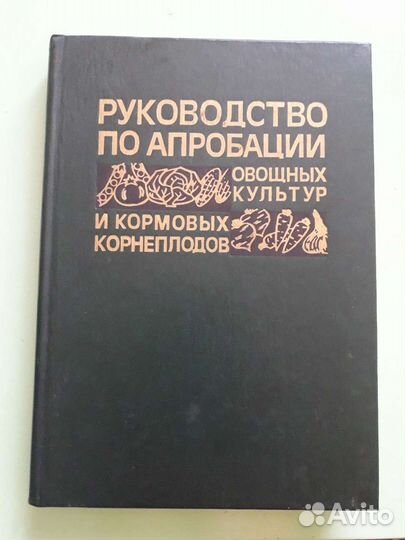 РУКОВОДСТВО
ПО АПРОБАЦИИ
ОВОЩНЫХ
КУЛЬТУР
И КОРМОВЫХ
КОРНЕПЛОДОВ
Avito